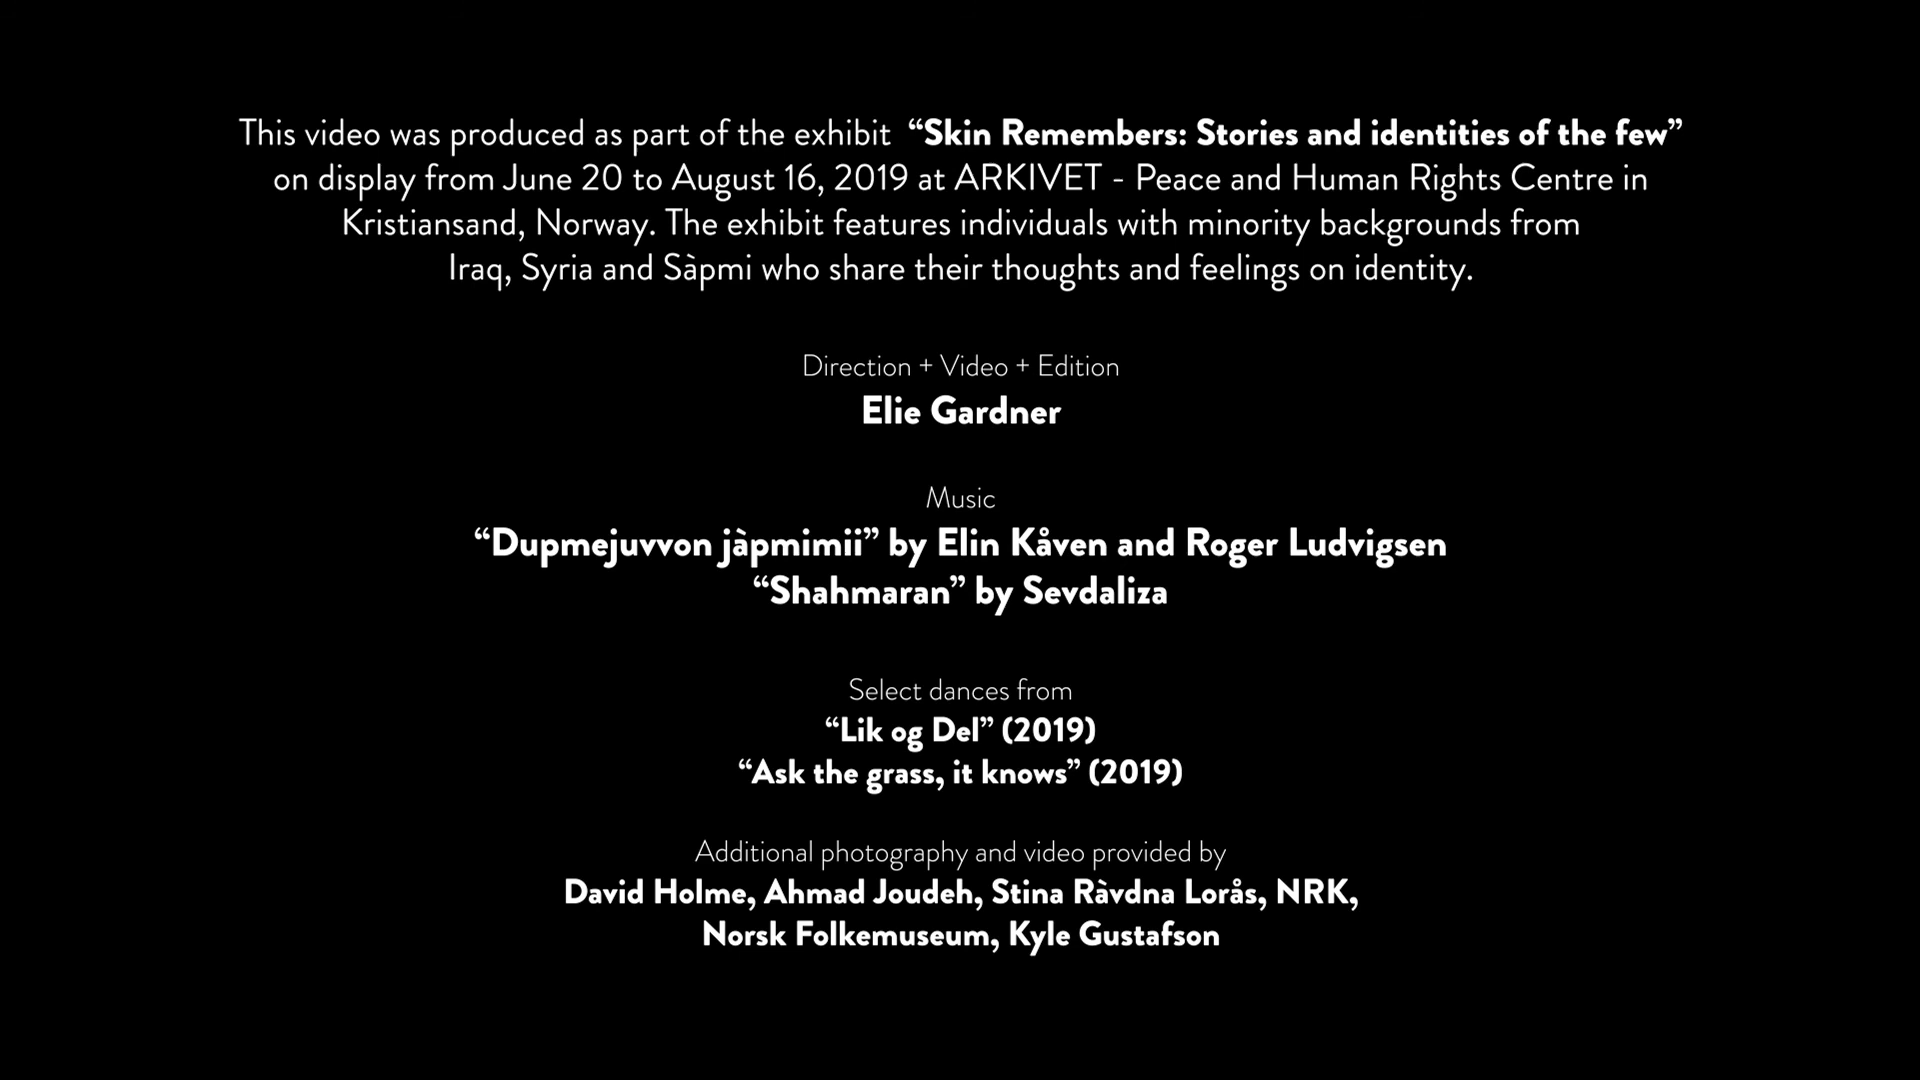 This video was produced as part of the exhibit “Skin Remembers: Stories and identities of the few”
on display from June 20 to August 16, 2019 at ARKIVET - Peace and Human Rights Centre in
Kristiansand, Norway. The exhibit features individuals with minority backgrounds from
Iraq, Syria and Sàpmi who share their thoughts and feelings on identity.
Direction + Video + Edition
Elie Gardner
Music
“Dupmejuvvon jàpmimii” by Elin Kåven and Roger Ludvigsen
“Shahmaran” by Sevdaliza
Select dances from
“Lik og Del” (2019)
“Ask the grass, it knows” (2019)
Additional photography and video provided by
David Holme, Ahmad Joudeh, Stina Ràvdna Lorås, NRK,
Norsk Folkemuseum, Kyle Gustafson